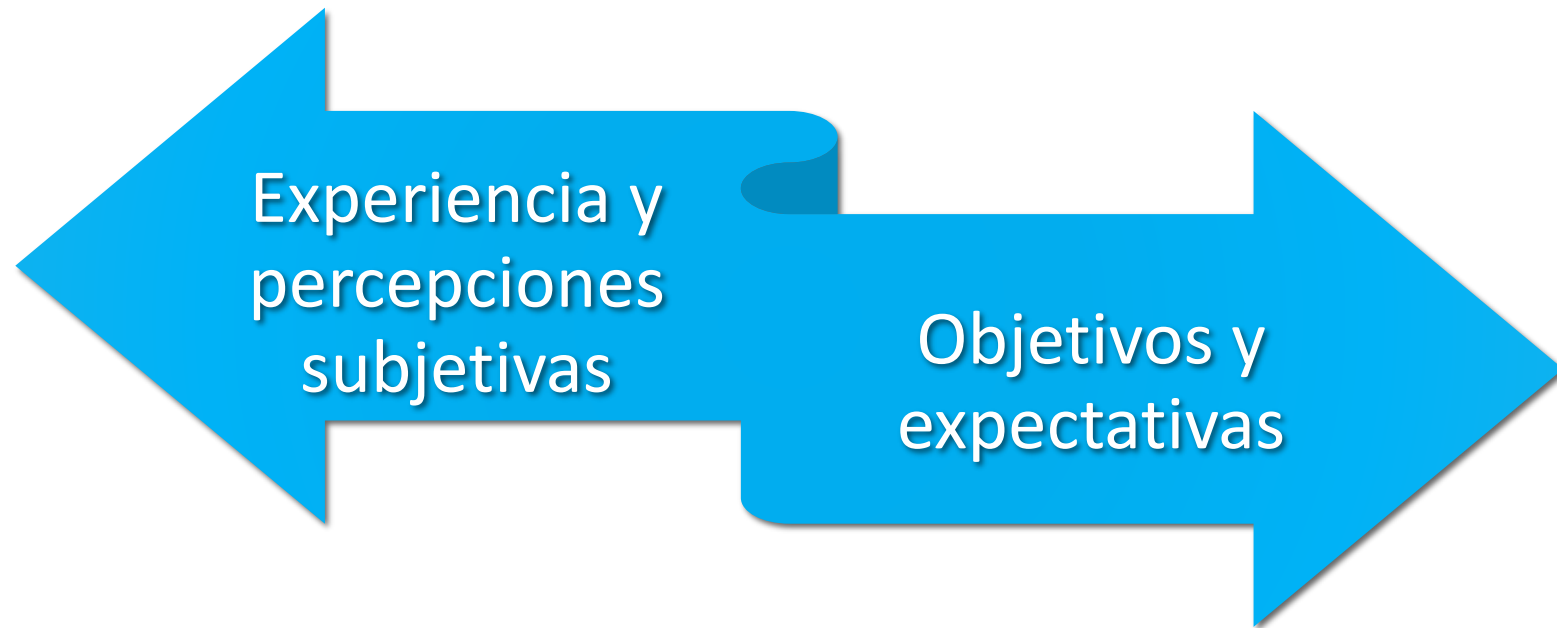 Experiencia y
percepciones
subjetivas
Objetivos y
expectativas